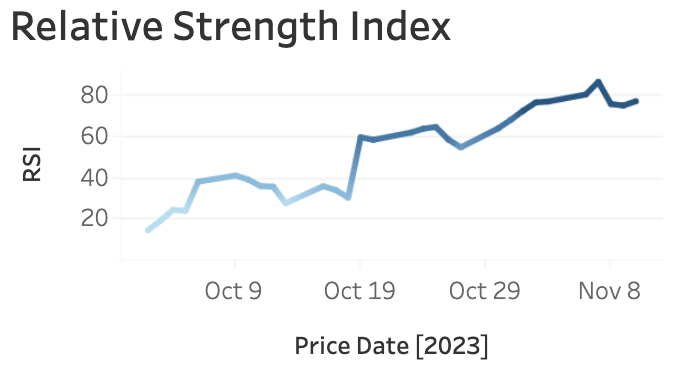 Relative Strength Index
80
60
40
20
RSI
Oct 9
Oct 19
Oct 29
Nov 8
Price Date [2023]